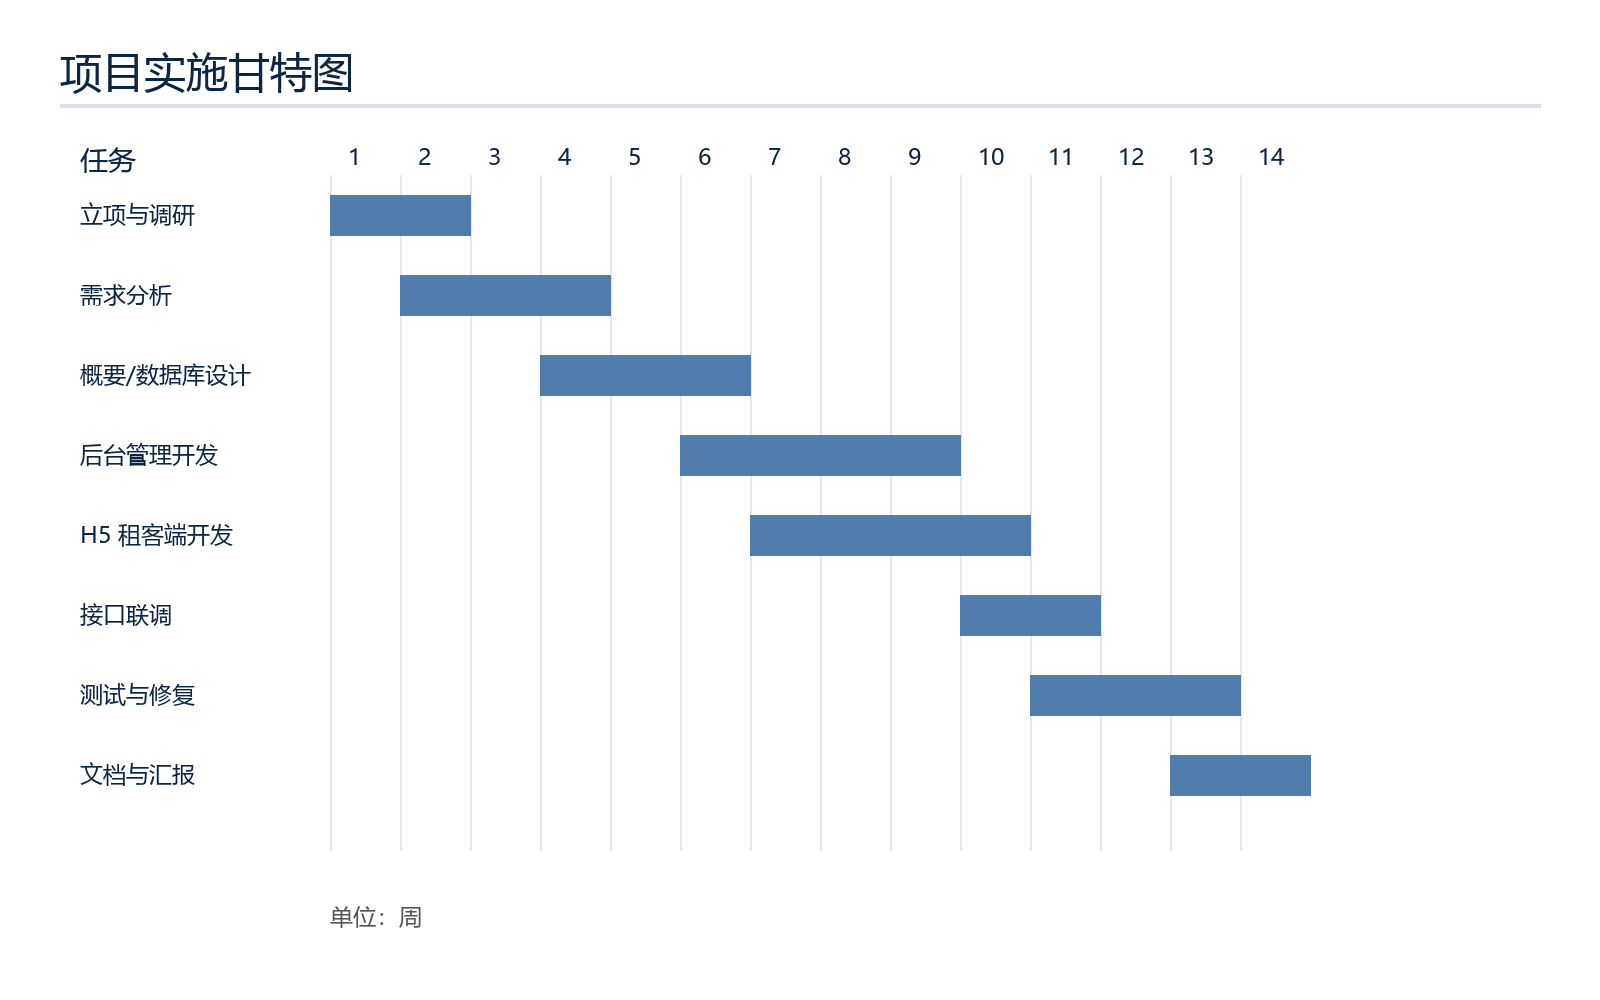 项目实施甘特图
任务 1 2 3 4 5 6 7 8 9 10 11 12 13 14
立项与调研
需求分析
概要/数据库设计
后台管理开发
H5 租客端开发
接口联调
测试与修复
文档与汇报
单位：周